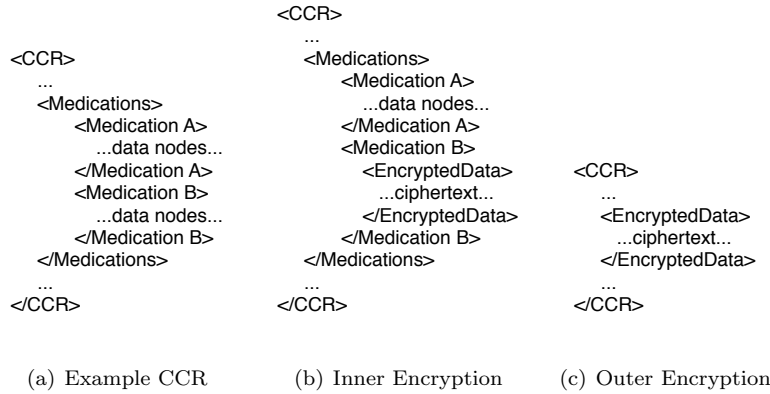 <CCR>
...
<Medications>
<Medication A>
...data nodes...
</Medication A>
<Medication B>
...data nodes...
</Medication B>
</Medications>
...
</CCR>
(a) Example CCR
<CCR>
...
<Medications>
<Medication A>
...data nodes...
</Medication A>
<Medication B>
<EncryptedData>
...ciphertext...
</EncryptedData>
</Medication B>
</Medications>
...
</CCR>
(b) Inner Encryption
<CCR>
...
<EncryptedData>
...ciphertext...
</EncryptedData>
...
</CCR>
(c) Outer Encryption